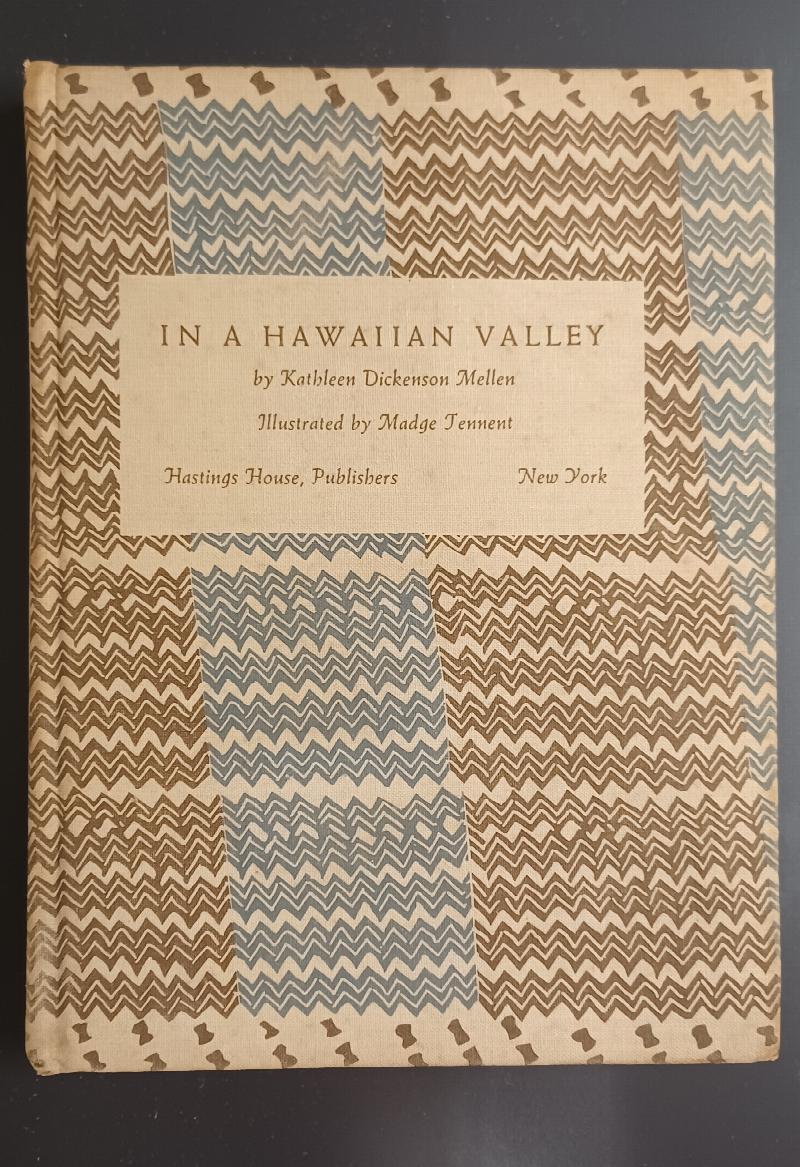 IN A HAWAIIAN VALLEY
by Kathleen Dickenson Mellen
Illustrated by Madge Tennent
Hastings House, Publishers New York